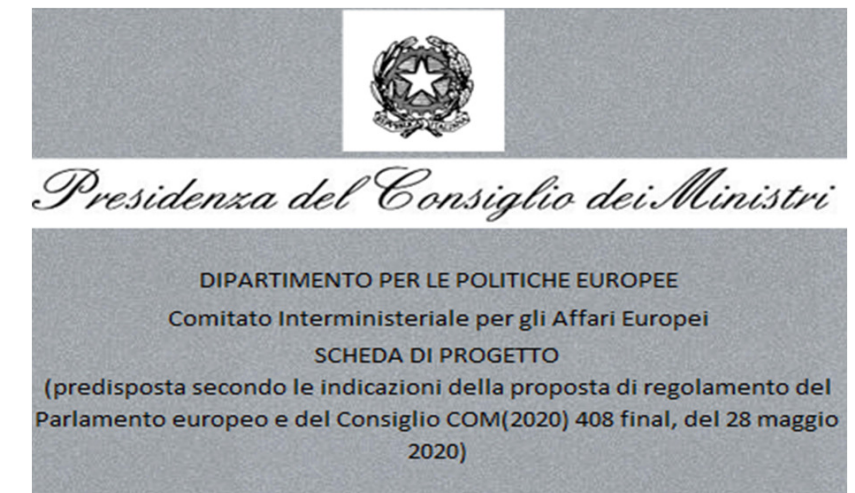 REPVBBLICA ITALIANA
Presidenza del Consiglio dei Ministri
DIPARTIMENTO PER LE POLITICHE EUROPEE
Comitato Interministeriale per gli Affari Europei
SCHEDA DI PROGETTO
(predisposta secondo le indicazioni della proposta di regolamento del
Parlamento europeo e del Consiglio COM(2020) 408 final, del 28 maggio
2020)